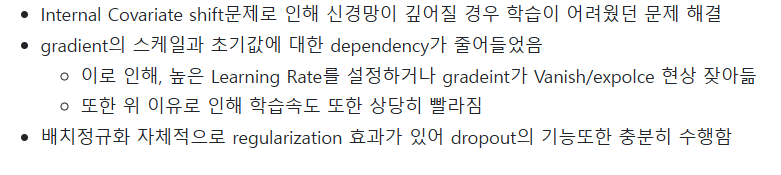 Internal Covariate shift문제로 인해 신경망이 깊어질 경우 학습이 어려웠던 문제 해결
gradient의 스케일과 초기값에 대한 dependency가 줄어들었음
이로 인해, 높은 Learning Rate를 설정하거나 gradeint가 Vanish/expolce 현상 잦아듦
또한 위 이유로 인해 학습속도 또한 상당히 빨라짐
배치정규화 자체적으로 regularization 효과가 있어 dropout의 기능또한 충분히 수행함